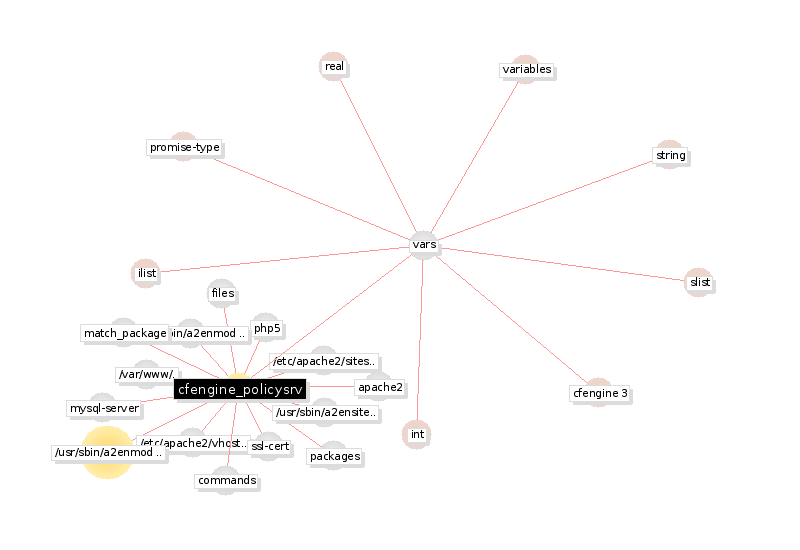 real
variables
promise-type
string
vars
ilist
slist
files
match_package
bin/a2enmod ..
php5
/etc/apache2/sites..
/var/www/.
cfengine_policysrv
apache2
cfengine 3
mysql-server
/usr/sbin/a2ensite..
int
/usr/sbin/a2enmod ..
/etc/apache2/vhost..
ssl-cert
packages
commands